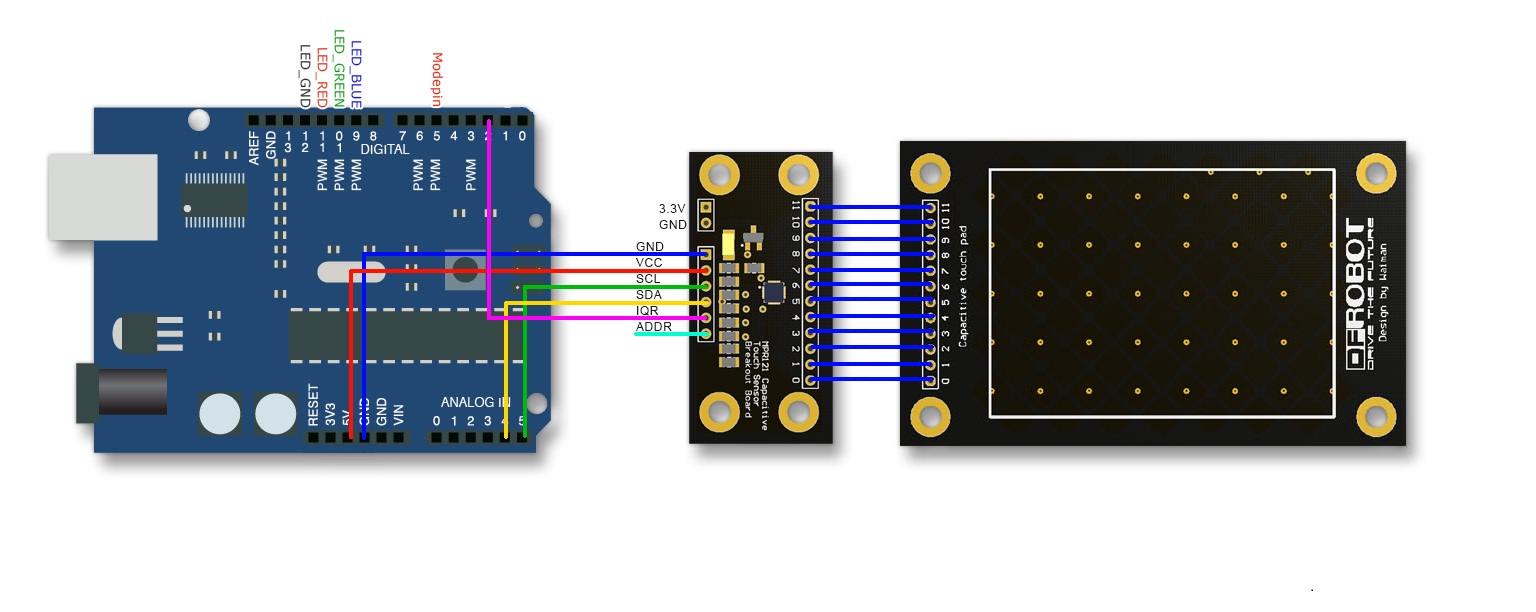 LED_GND
LED_RED
LED_GREEN
LED_BLUE
Modepin
AREF
GND
13
12
11
10
9
8
7
6
5
4
3
2
1
0
DIGITAL
PWM
PWM
PWM
PWM
PWM
PWM
RESET
3V3
5V
GND
GND
VIN
ANALOG IN
0
1
2
3
4
5
3.3V
GND
GND
VCC
SCL
SDA
IQR
ADDR
11
10
9
8
7
6
5
4
3
2
1
0
MPR121 Capacitive
Touch Sensor
Breakout Board
11
10
9
8
7
6
5
4
3
2
1
0
Capacitive touch pad
DFROBOT
DRIVE THE FUTURE
Design by Waiman